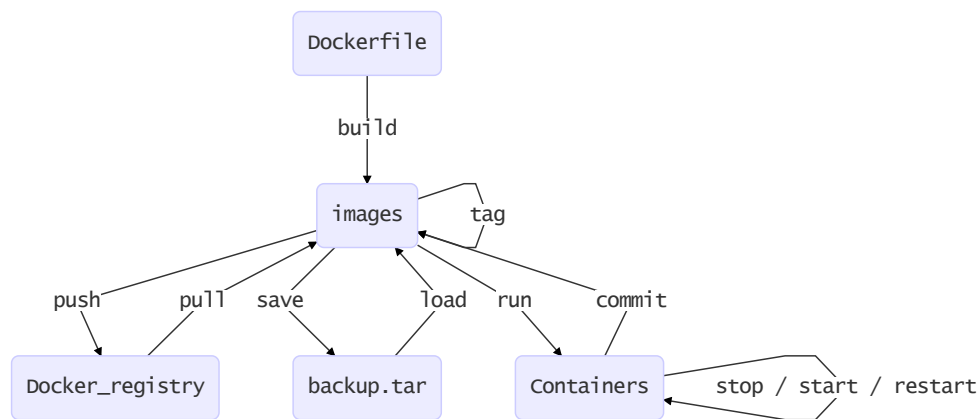 Dockerfile
build
images
tag
push
pull
save
load
run
commit
Docker_registry
backup.tar
Containers
stop / start / restart